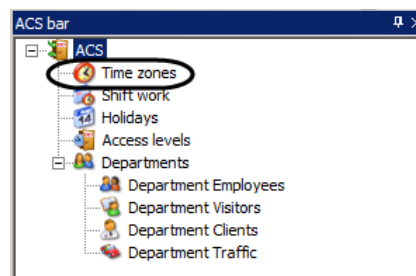 ACS bar
ACS
Time zones
Shift work
Holidays
Access levels
Departments
Department Employees
Department Visitors
Department Clients
Department Traffic